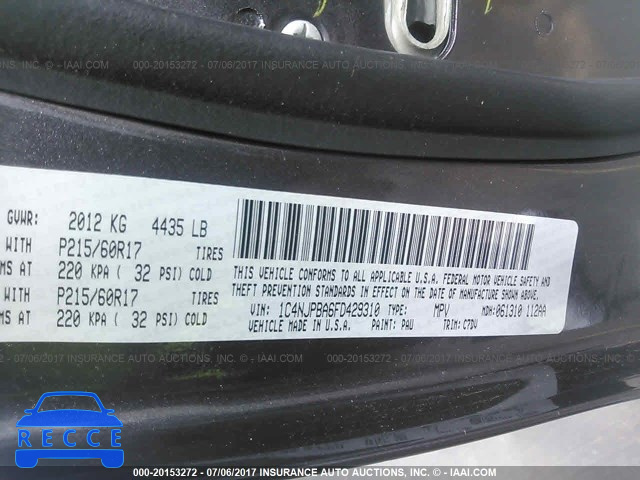 000-20153272 - 07/06/2017 INSURANCE AUTO AUCTIONS, INC. - © IAAI.COM
GVWR: 2012 KG 4435 LB
WITH P215/60R17 TIRES
MS AT 220 KPA ( 32 PSI) COLD
WITH P215/60R17 TIRES
MS AT 220 KPA ( 32 PSI) COLD
THIS VEHICLE CONFORMS TO ALL APPLICABLE U.S.A. FEDERAL MOTOR VEHICLE SAFETY AND
THEFT PREVENTION STANDARDS IN EFFECT ON THE DATE OF MANUFACTURE SHOWN ABOVE.
VIN: 1C4NJPBA6FD429310 TYPE: MPV MDH:061310 112AA
VEHICLE MADE IN U.S.A. PAINT: PAU TRIM: C7DV
000-20153272 - 07/06/2017 INSURANCE AUTO AUCTIONS, INC. - © IAAI.COM
RECCE
000-20153272 - 07/06/2017 INSURANCE AUTO AUCTIONS, INC. - © IAAI.COM